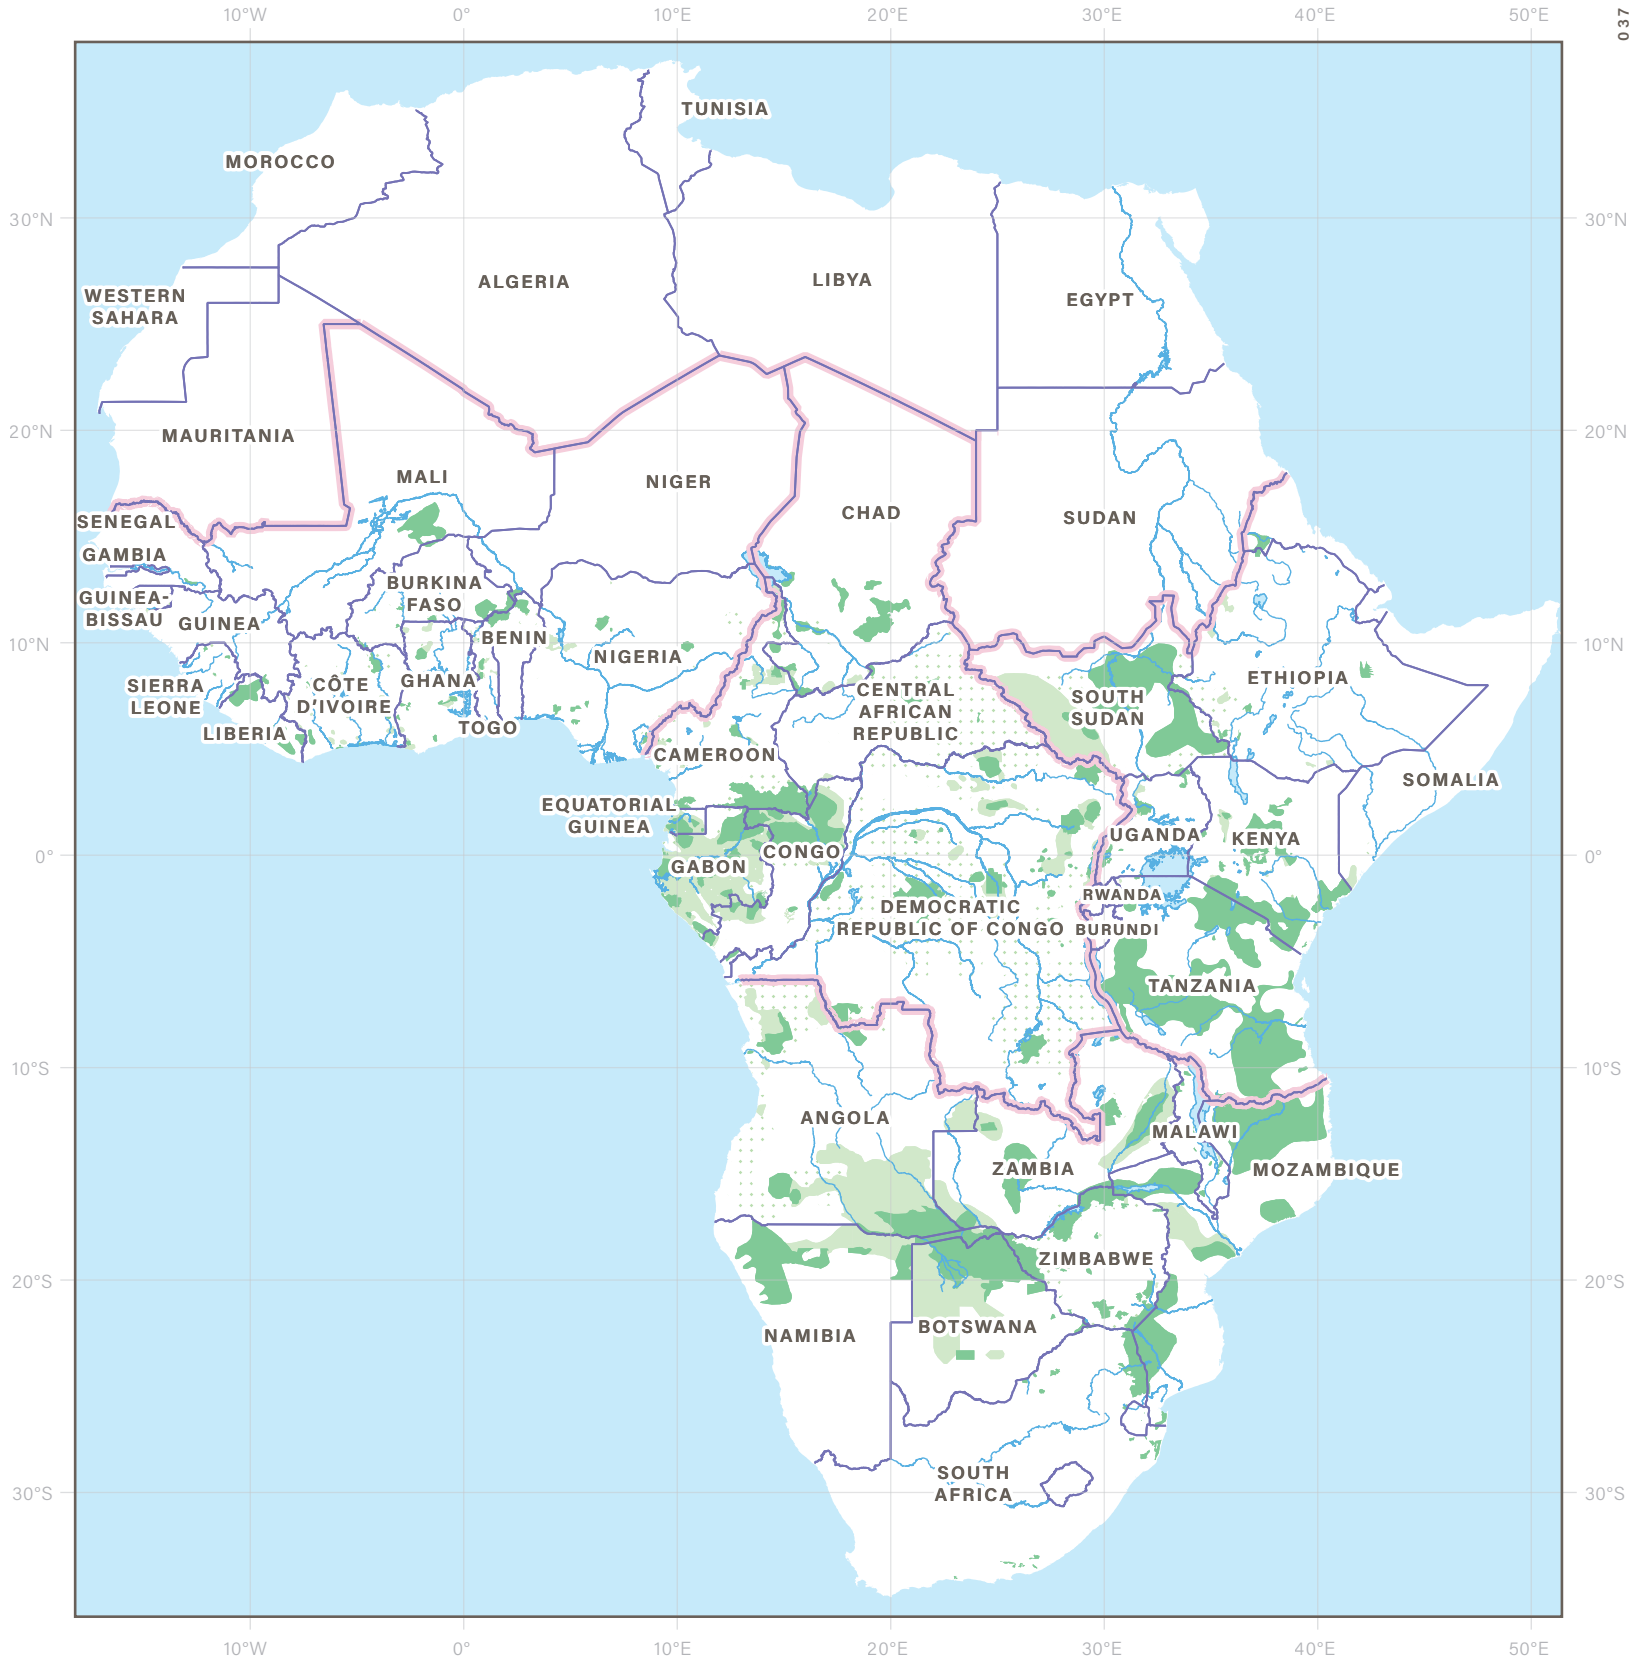 10°W
0°
10°E
20°E
30°E
40°E
50°E
037
TUNISIA
MOROCCO
30°N
30°N
ALGERIA
LIBYA
EGYPT
WESTERN
SAHARA
20°N
20°N
MAURITANIA
MALI
NIGER
CHAD
SUDAN
SENEGAL
GAMBIA
BURKINA
FASO
GUINEA-
BISSAU
GUINEA
BENIN
10°N
10°N
NIGERIA
ETHIOPIA
SIERRA
LEONE
CÔTE
D'IVOIRE
GHANA
CENTRAL
AFRICAN
REPUBLIC
SOUTH
SUDAN
LIBERIA
TOGO
CAMEROON
SOMALIA
EQUATORIAL
GUINEA
UGANDA
KENYA
0°
0°
GABON
CONGO
RWANDA
DEMOCRATIC
REPUBLIC OF CONGO
BURUNDI
TANZANIA
10°S
10°S
ANGOLA
MALAWI
ZAMBIA
MOZAMBIQUE
ZIMBABWE
20°S
20°S
NAMIBIA
BOTSWANA
SOUTH
AFRICA
30°S
30°S
10°W
0°
10°E
20°E
30°E
40°E
50°E